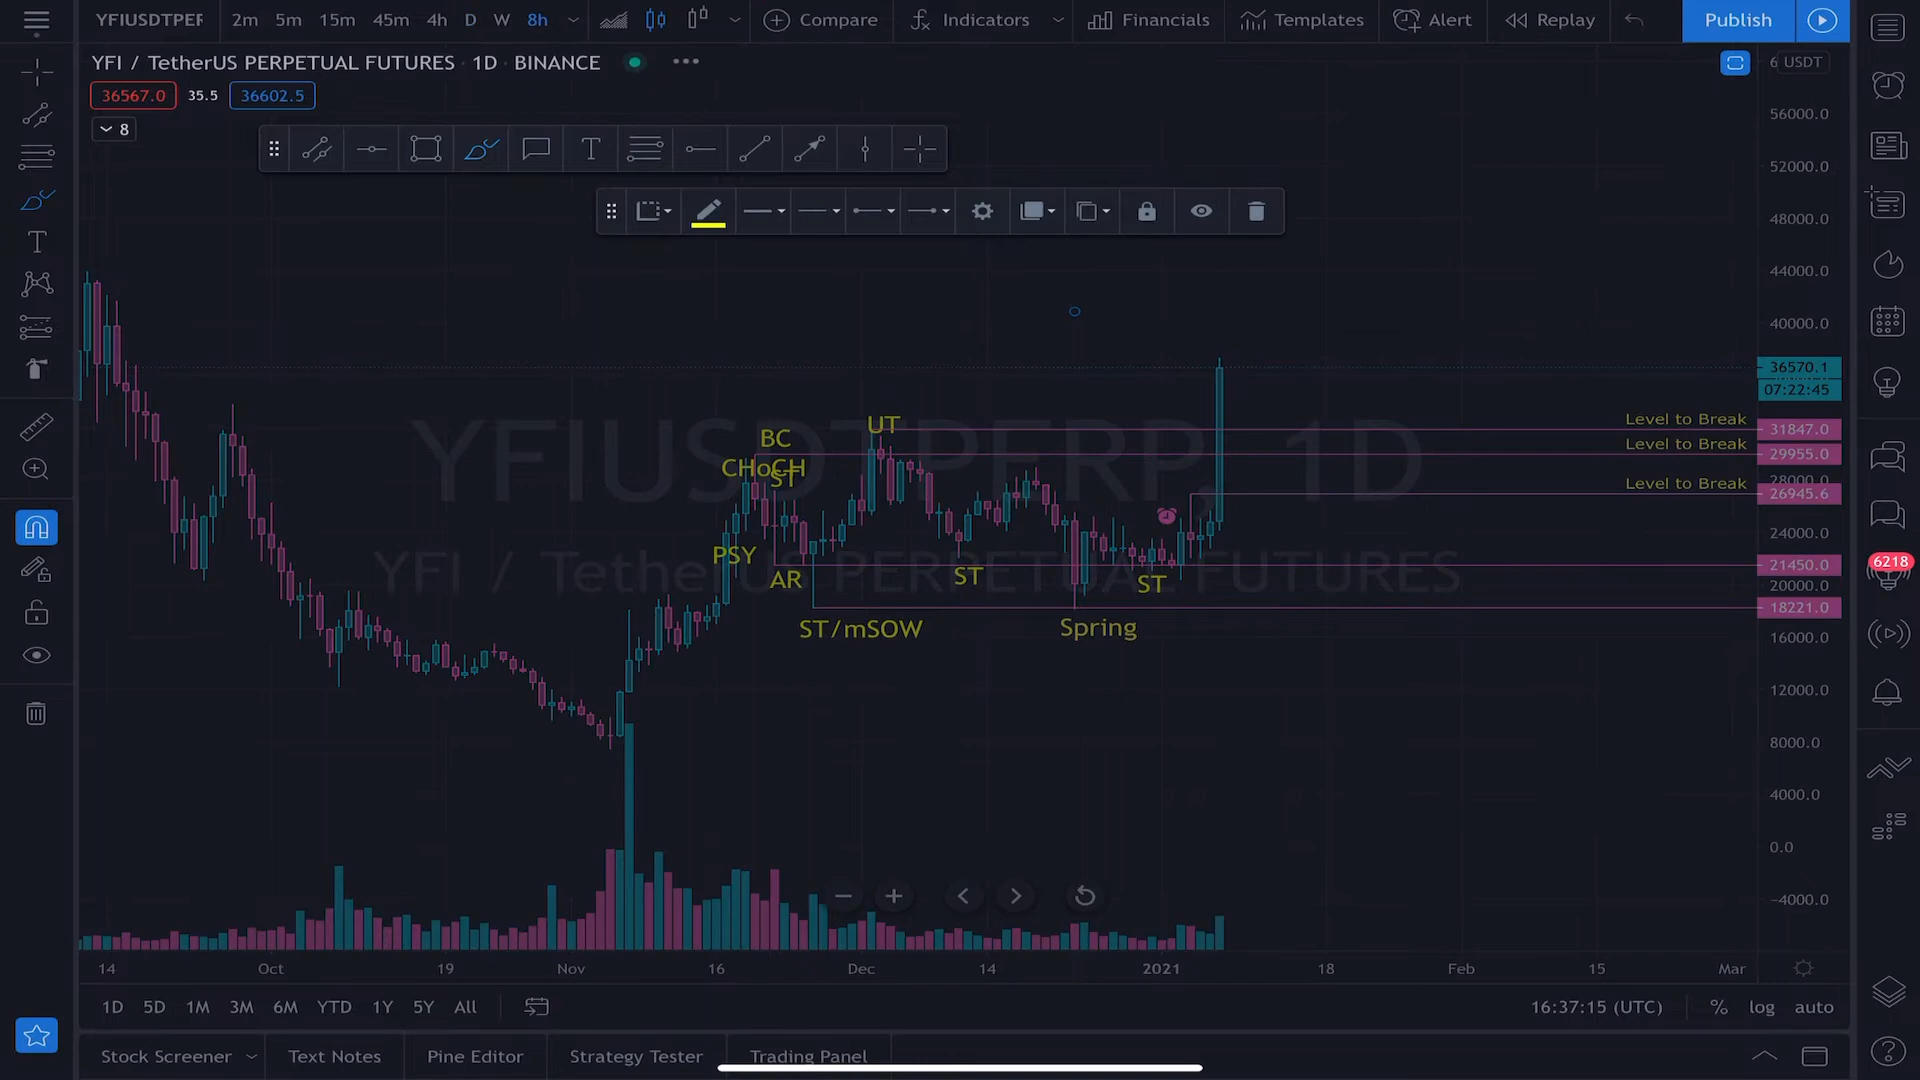 YFIUSDTPER 2m 5m 15m 45m 4h D W 8h Compare Indicators Financials Templates Alert Replay Publish
YFI / TetherUS PERPETUAL FUTURES · 1D · BINANCE
USDT
36567.0 35.5 36602.5
8
56000.0
52000.0
48000.0
44000.0
40000.0
36570.1
07:22:45
Level to Break 31847.0
Level to Break 29955.0
28000.0
Level to Break 26945.6
24000.0
21450.0
20000.0
18221.0
16000.0
12000.0
8000.0
4000.0
0.0
−4000.0
YFIUSDTPERP, 1D
YFI / TetherUS PERPETUAL FUTURES
UT
BC
CHoCH
ST
PSY
AR
ST
ST
ST/mSOW
Spring
6218
14 Oct 19 Nov 16 Dec 14 2021 18 Feb 15 Mar
1D 5D 1M 3M 6M YTD 1Y 5Y All 16:37:15 (UTC) % log auto
Stock Screener Text Notes Pine Editor Strategy Tester Trading Panel